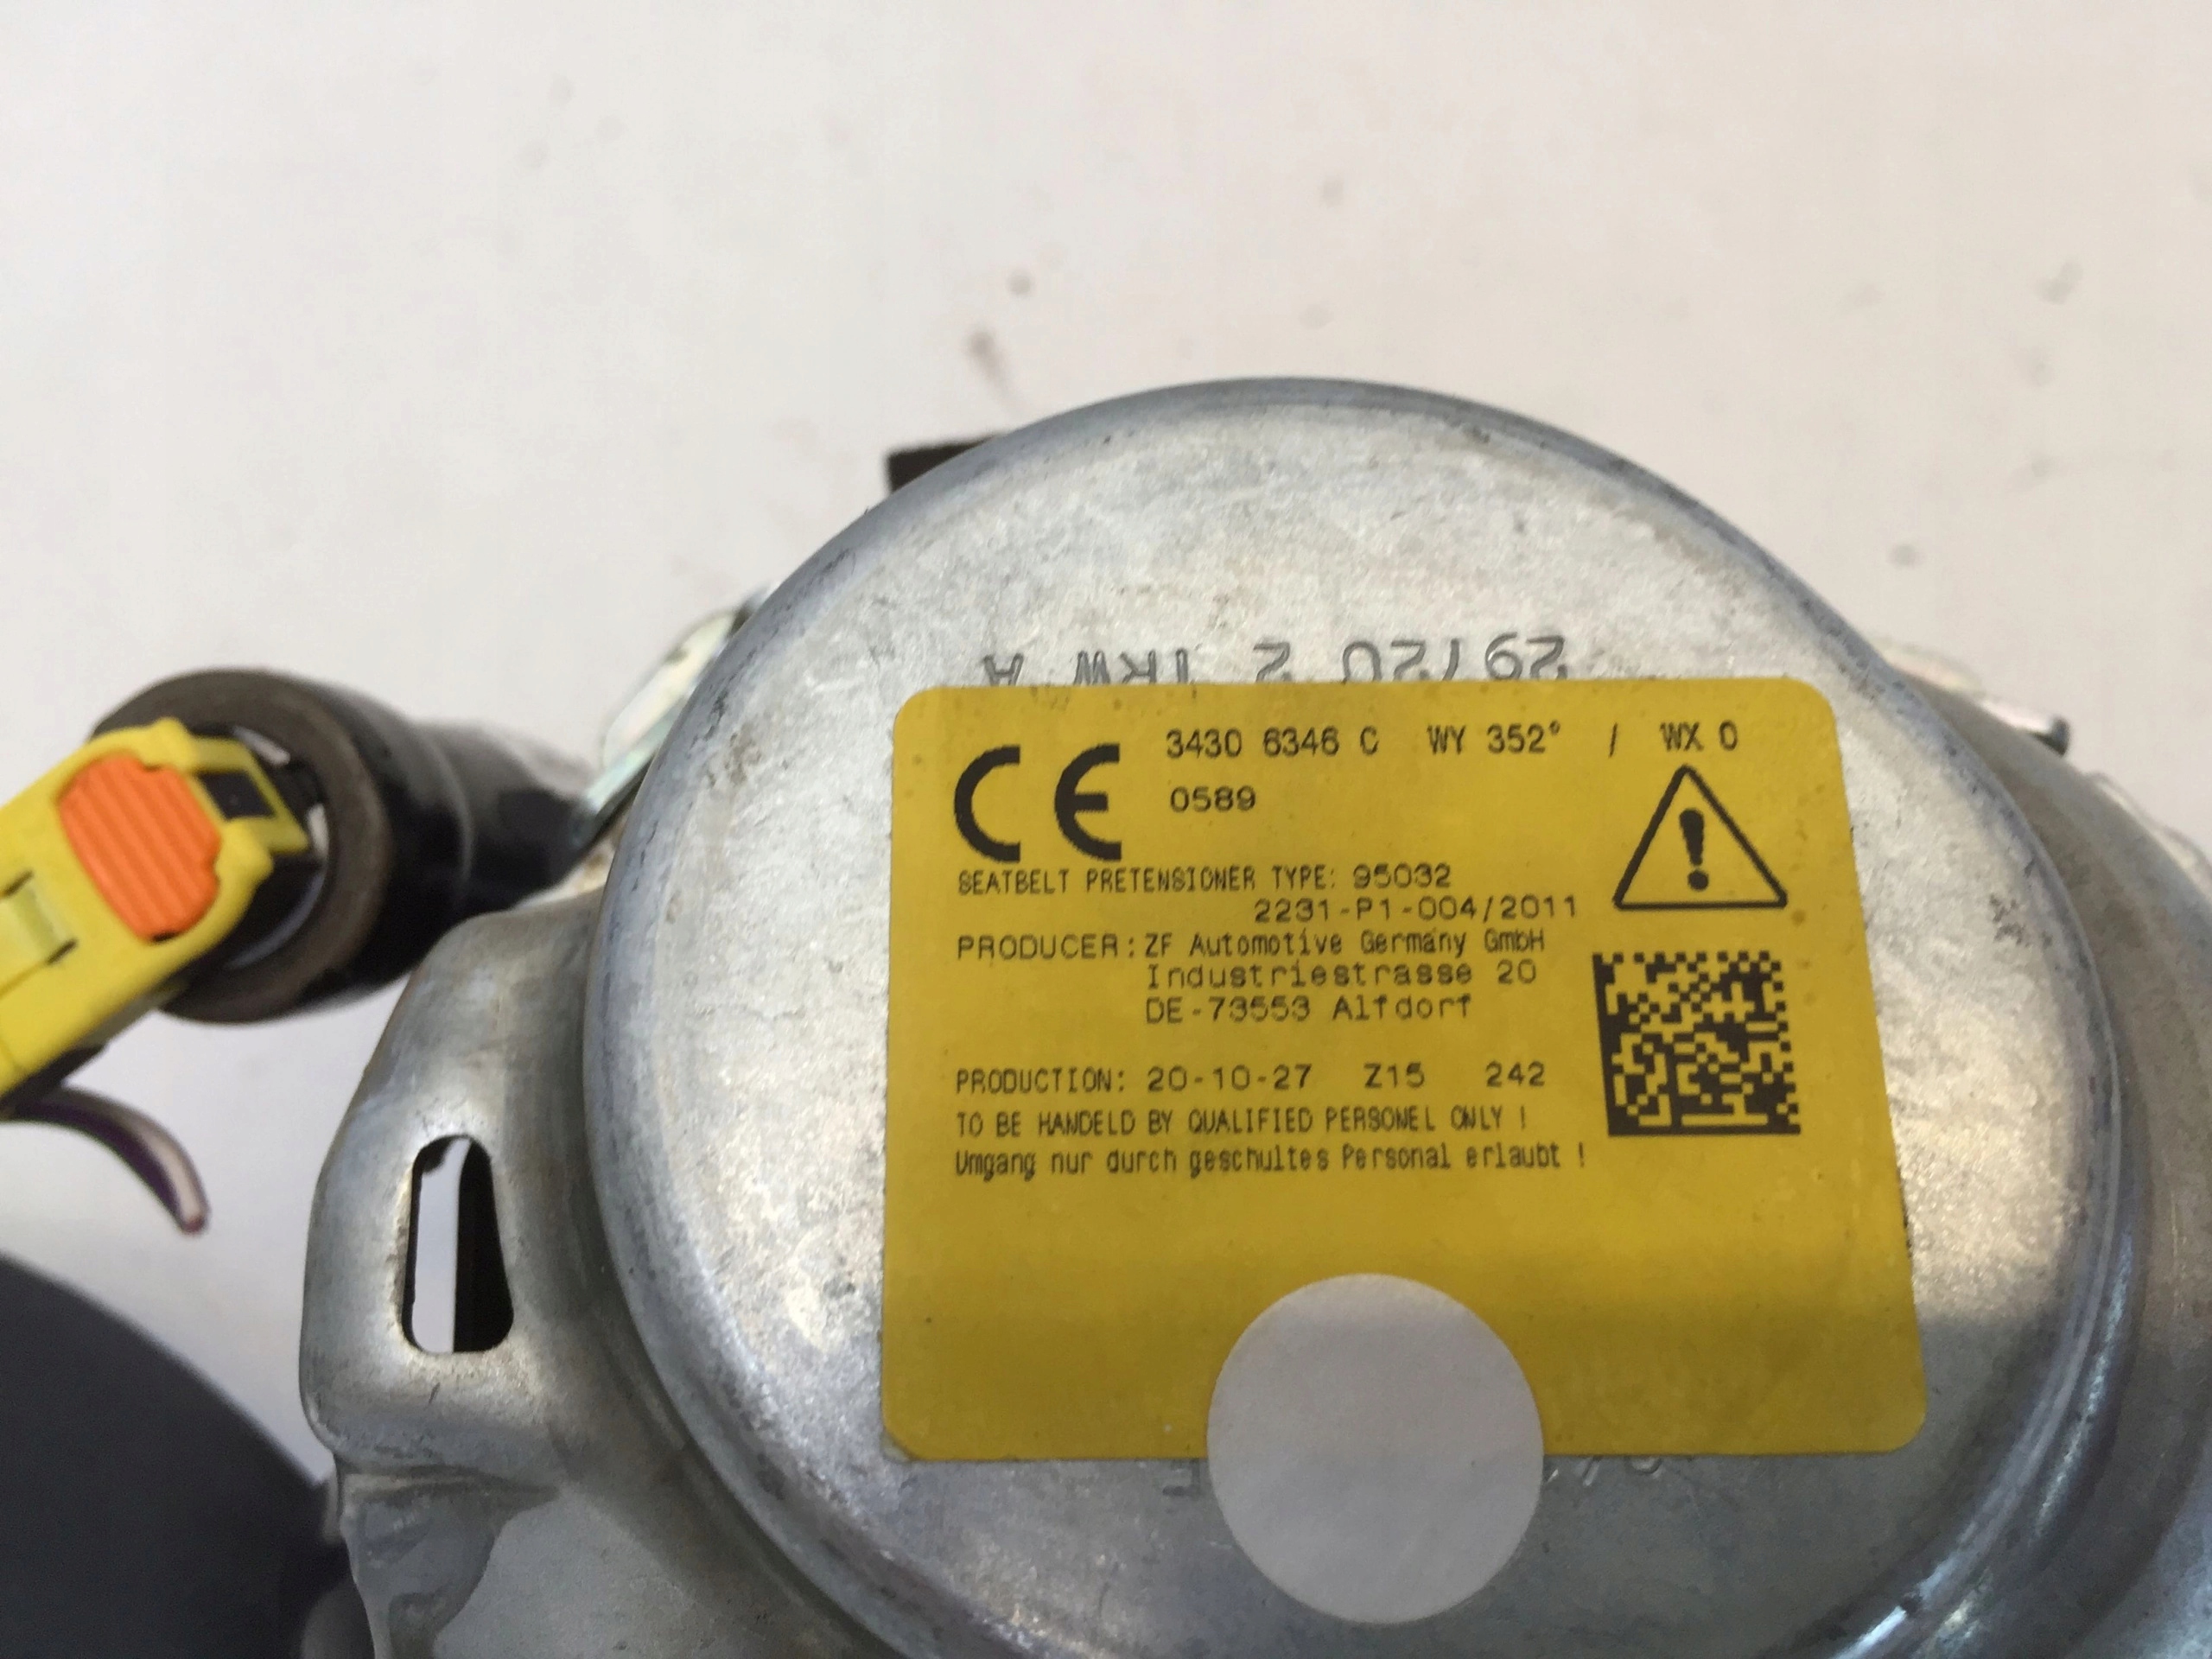 29/20 2 TRW A
CE 3430 6346 C WY 352° / WX 0
0589
SEATBELT PRETENSIONER TYPE: 95032
2231-P1-004/2011
PRODUCER: ZF Automotive Germany GmbH
Industriestrasse 20
DE-73553 Alfdorf
PRODUCTION: 20-10-27 Z15 242
TO BE HANDELD BY QUALIFIED PERSONEL ONLY !
Umgang nur durch geschultes Personal erlaubt !